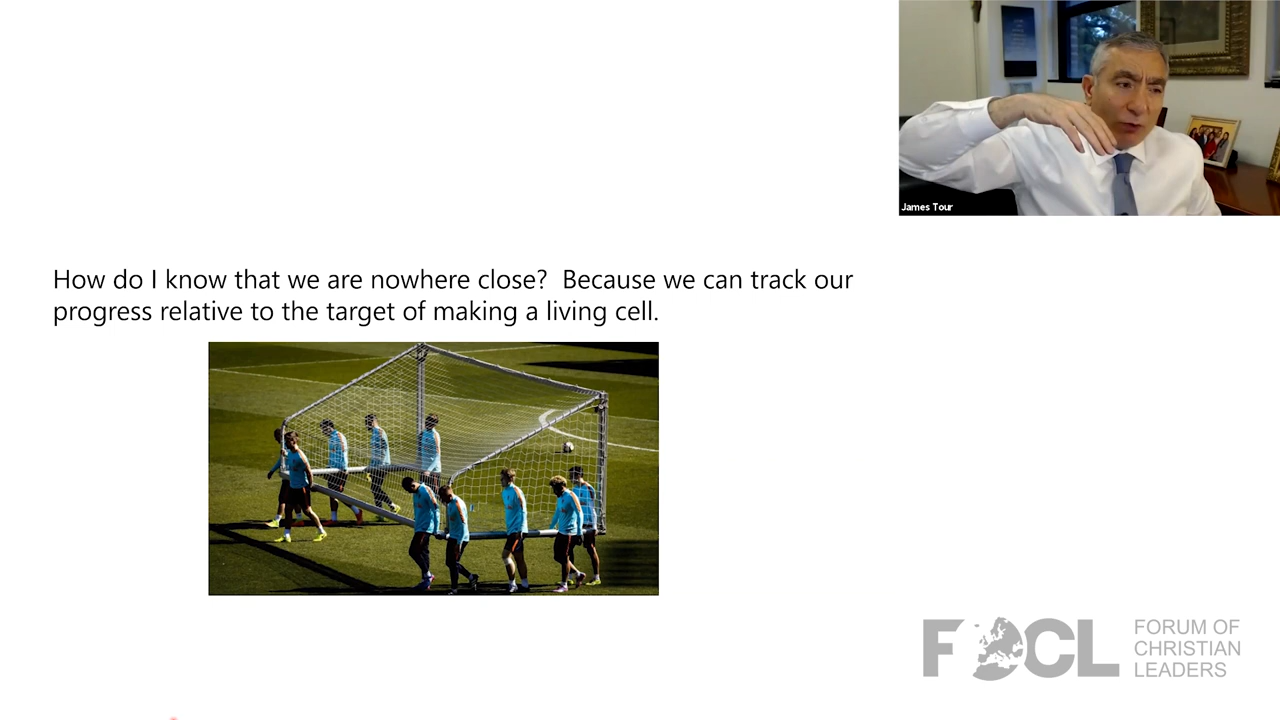 James Tour
How do I know that we are nowhere close?  Because we can track our
progress relative to the target of making a living cell.
FOCL
FORUM OF
CHRISTIAN
LEADERS